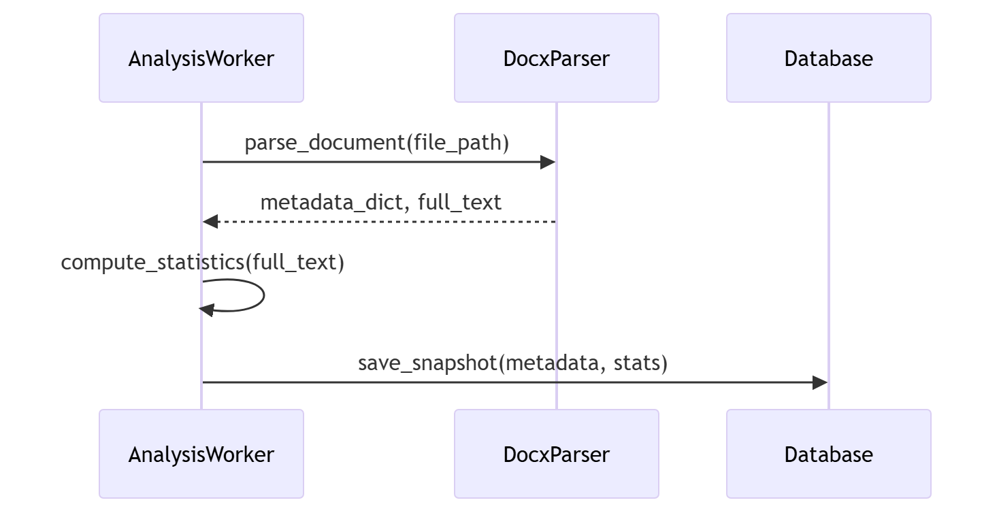 AnalysisWorker
DocxParser
Database
parse_document(file_path)
metadata_dict, full_text
compute_statistics(full_text)
save_snapshot(metadata, stats)
AnalysisWorker
DocxParser
Database